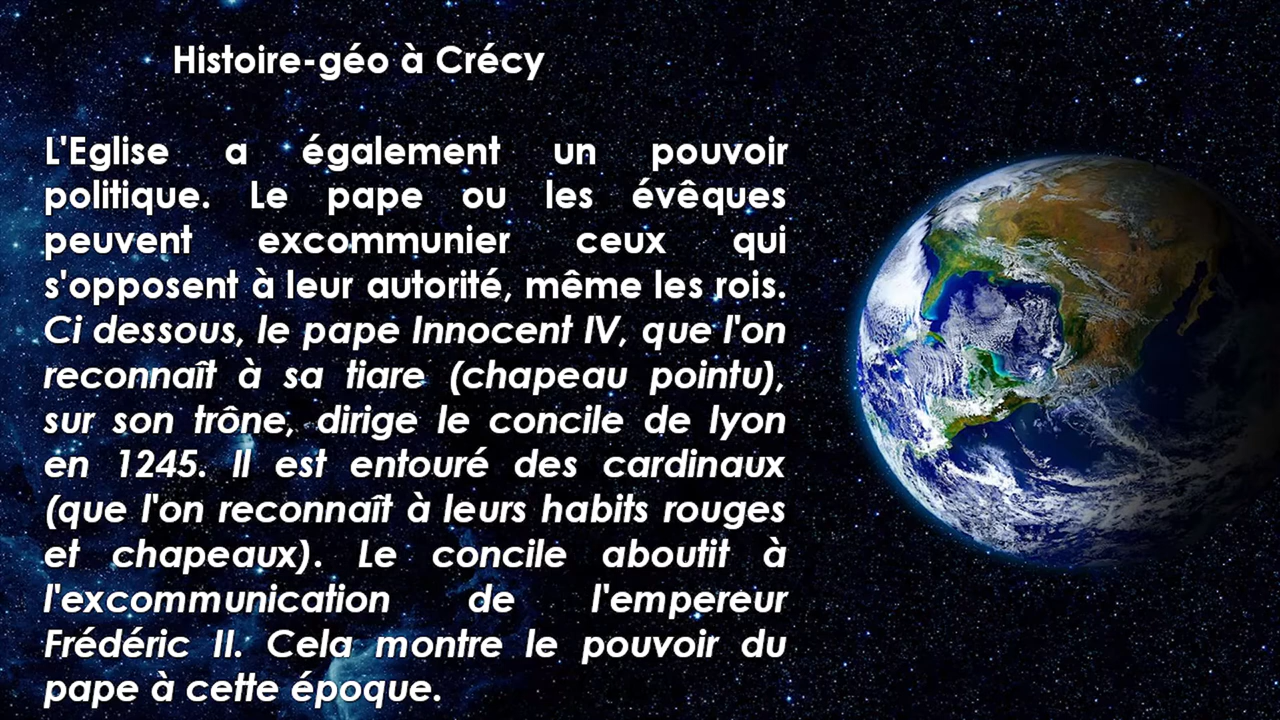 Histoire-géo à Crécy
L'Eglise a également un pouvoir
politique. Le pape ou les évêques
peuvent excommunier ceux qui
s'opposent à leur autorité, même les rois.
Ci dessous, le pape Innocent IV, que l'on
reconnaît à sa tiare (chapeau pointu),
sur son trône, dirige le concile de lyon
en 1245. Il est entouré des cardinaux
(que l'on reconnaît à leurs habits rouges
et chapeaux). Le concile aboutit à
l'excommunication de l'empereur
Frédéric II. Cela montre le pouvoir du
pape à cette époque.